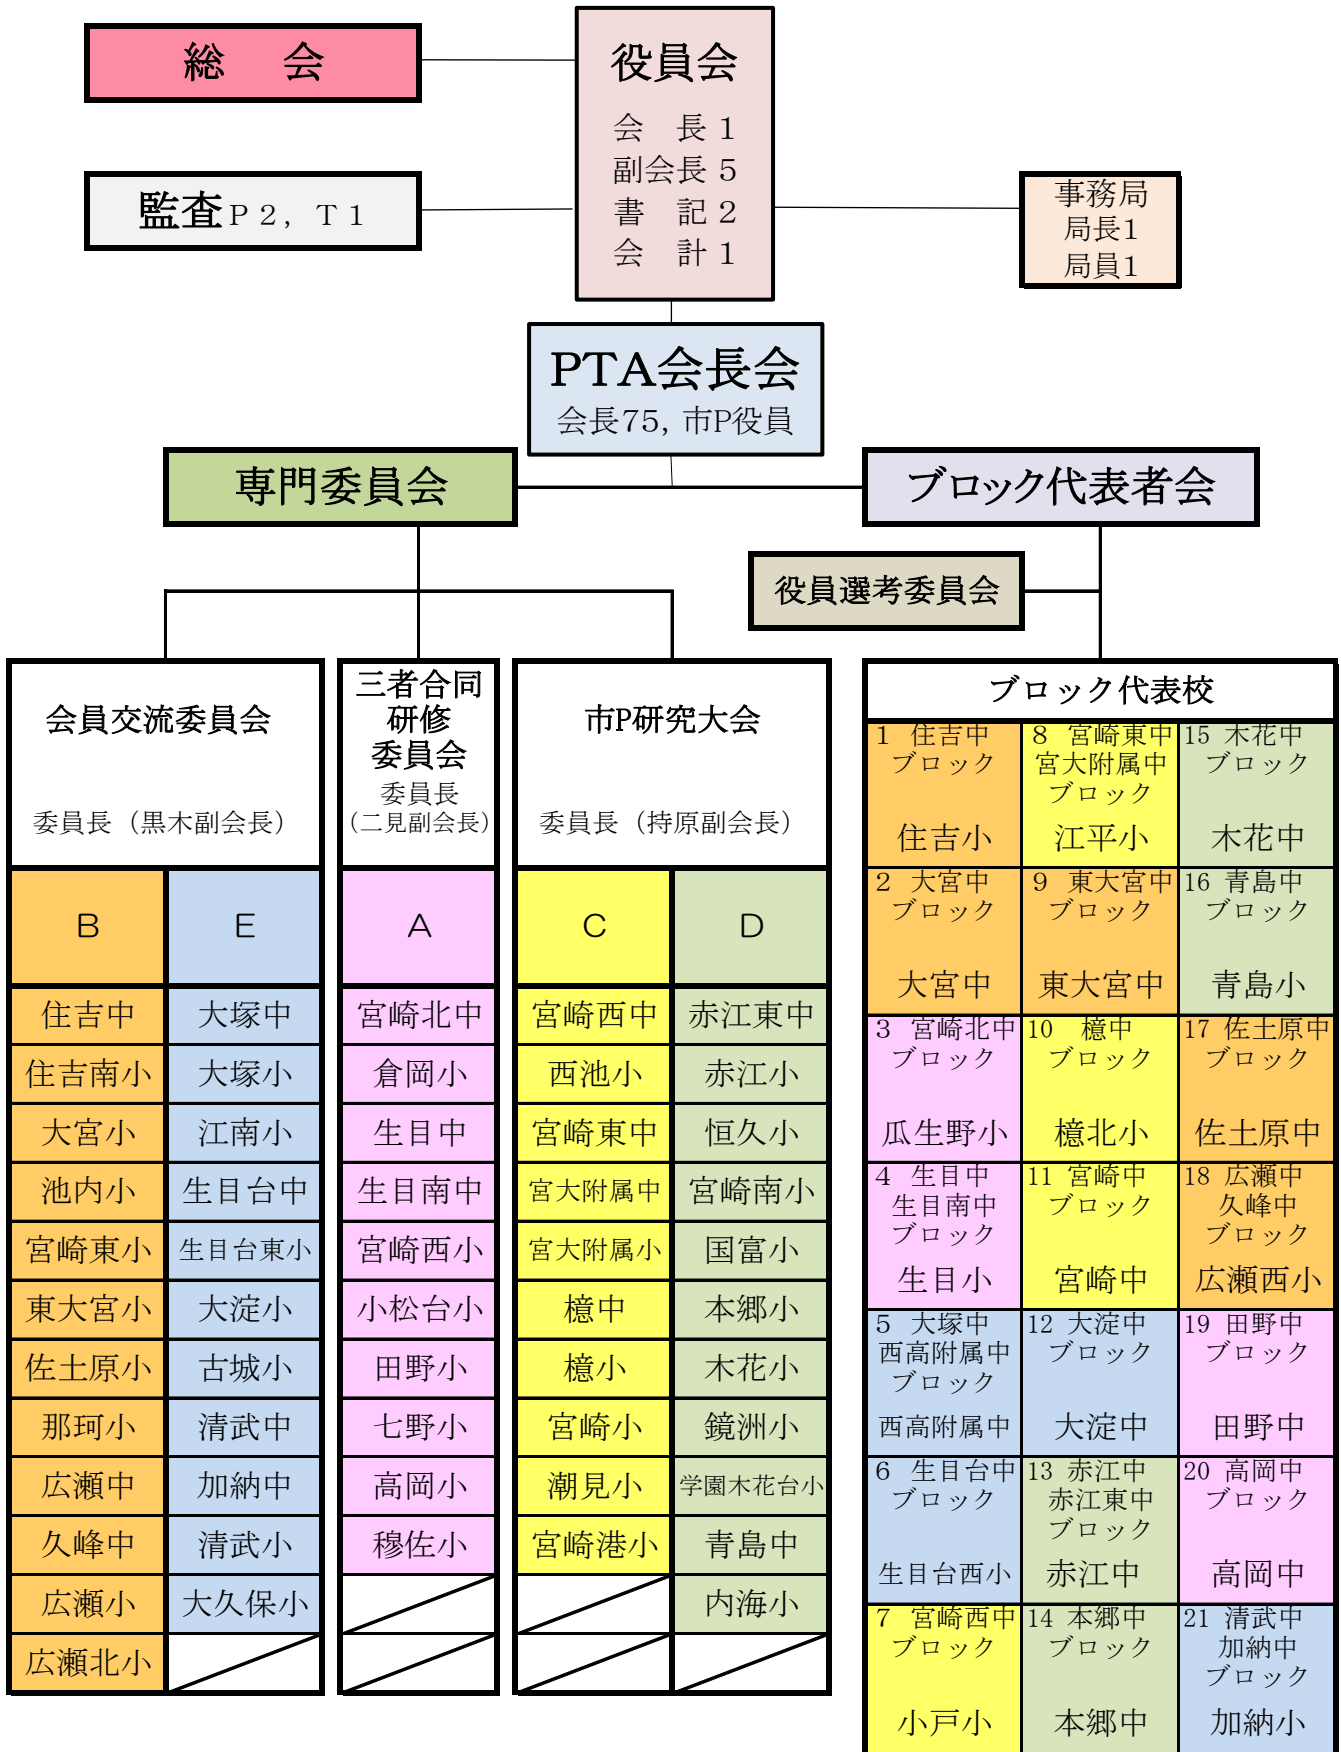 総　会
役員会
会　長１
副会長５
書　記２
会　計１
監査Ｐ２，Ｔ１
事務局
局長1
局員1
PTA会長会
会長75, 市P役員
専門委員会
ブロック代表者会
役員選考委員会
会員交流委員会
委員長（黒木副会長）
三者合同
研修
委員会
委員長
（二見副会長）
市P研究大会
委員長（持原副会長）
B
E
A
C
D
住吉中
大塚中
宮崎北中
宮崎西中
赤江東中
住吉南小
大塚小
倉岡小
西池小
赤江小
大宮小
江南小
生目中
宮崎東中
恒久小
池内小
生目台中
生目南中
宮大附属中
宮崎南小
宮崎東小
生目台東小
宮崎西小
宮大附属小
国富小
東大宮小
大淀小
小松台小
檍中
本郷小
佐土原小
古城小
田野小
檍小
木花小
那珂小
清武中
七野小
宮崎小
鏡洲小
広瀬中
加納中
高岡小
潮見小
学園木花台小
久峰中
清武小
穆佐小
宮崎港小
青島中
広瀬小
大久保小
内海小
広瀬北小
ブロック代表校
1 住吉中
ブロック
住吉小
8 宮崎東中
宮大附属中
ブロック
江平小
15 木花中
ブロック
木花中
2 大宮中
ブロック
大宮中
9 東大宮中
ブロック
東大宮中
16 青島中
ブロック
青島小
3 宮崎北中
ブロック
瓜生野小
10 檍中
ブロック
檍北小
17 佐土原中
ブロック
佐土原中
4 生目中
生目南中
ブロック
生目小
11 宮崎中
ブロック
宮崎中
18 広瀬中
久峰中
ブロック
広瀬西小
5 大塚中
西高附属中
ブロック
西高附属中
12 大淀中
ブロック
大淀中
19 田野中
ブロック
田野中
6 生目台中
ブロック
生目台西小
13 赤江中
赤江東中
ブロック
赤江中
20 高岡中
ブロック
高岡中
7 宮崎西中
ブロック
小戸小
14 本郷中
ブロック
本郷中
21 清武中
加納中
ブロック
加納小